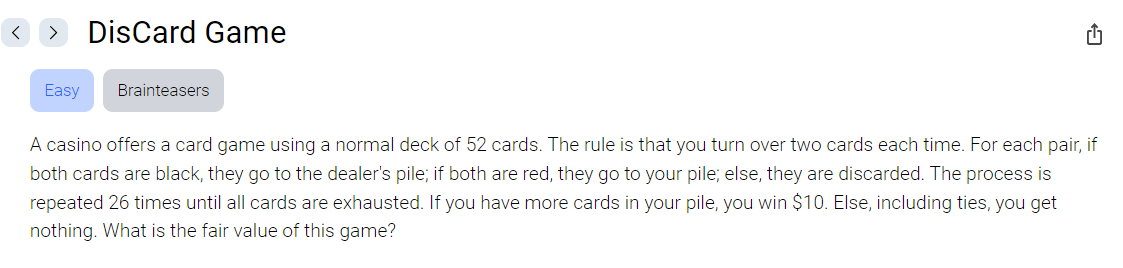 DisCard Game
Easy
Brainteasers
A casino offers a card game using a normal deck of 52 cards. The rule is that you turn over two cards each time. For each pair, if
both cards are black, they go to the dealer's pile; if both are red, they go to your pile; else, they are discarded. The process is
repeated 26 times until all cards are exhausted. If you have more cards in your pile, you win $10. Else, including ties, you get
nothing. What is the fair value of this game?